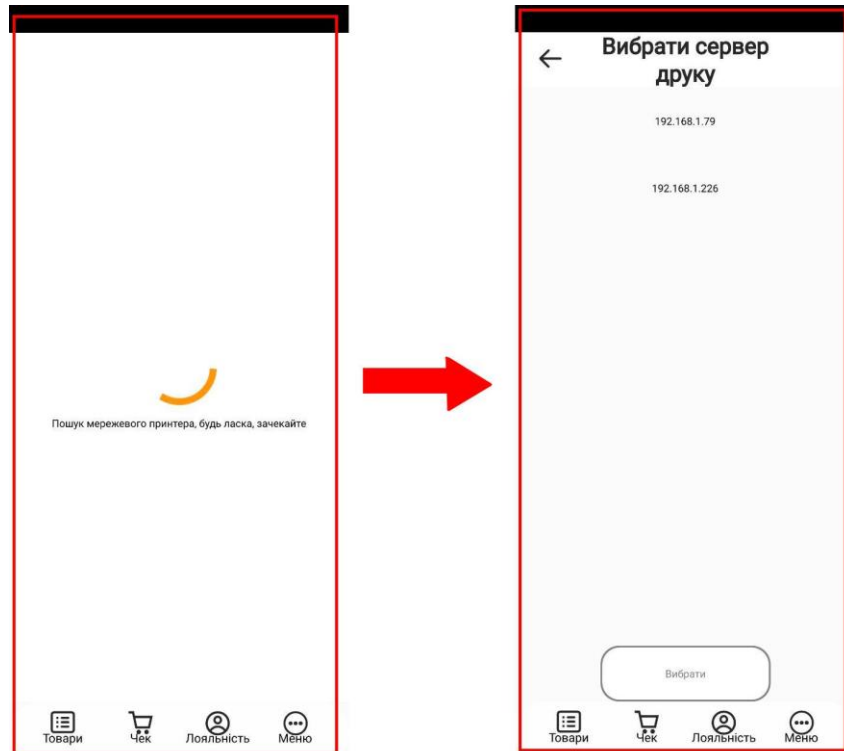 Пошук мережевого принтера, будь ласка, зачекайте
Товари
Чек
Лояльність
Меню
Вибрати сервер
друку
192.168.1.79
192.168.1.226
Вибрати
Товари
Чек
Лояльність
Меню